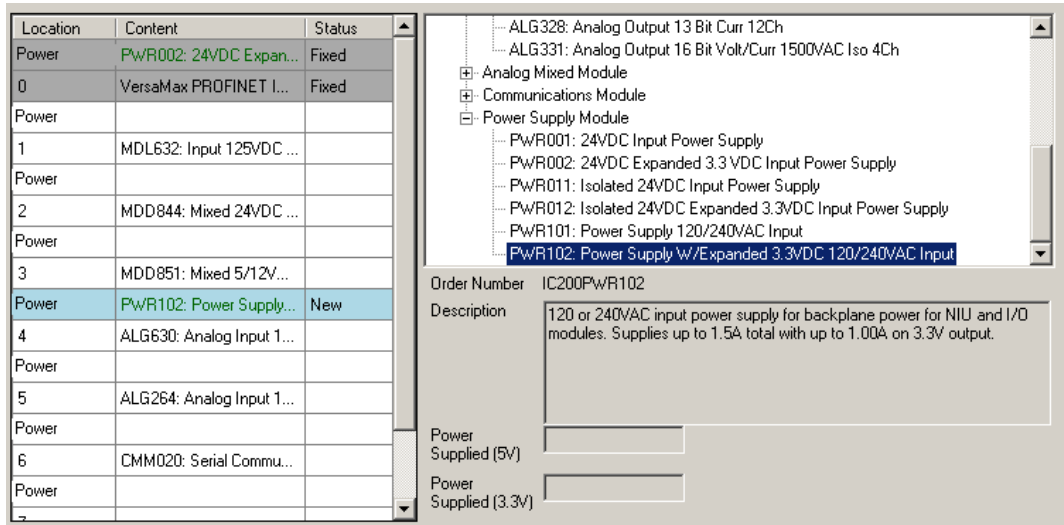 Location Content Status
Power PWR002: 24VDC Expan... Fixed
0 VersaMax PROFINET I... Fixed
Power
1 MDL632: Input 125VDC ...
Power
2 MDD844: Mixed 24VDC ...
Power
3 MDD851: Mixed 5/12V...
Power PWR102: Power Supply... New
4 ALG630: Analog Input 1...
Power
5 ALG264: Analog Input 1...
Power
6 CMM020: Serial Commu...
Power
ALG328: Analog Output 13 Bit Curr 12Ch
ALG331: Analog Output 16 Bit Volt/Curr 1500VAC Iso 4Ch
Analog Mixed Module
Communications Module
Power Supply Module
PWR001: 24VDC Input Power Supply
PWR002: 24VDC Expanded 3.3 VDC Input Power Supply
PWR011: Isolated 24VDC Input Power Supply
PWR012: Isolated 24VDC Expanded 3.3VDC Input Power Supply
PWR101: Power Supply 120/240VAC Input
PWR102: Power Supply W/Expanded 3.3VDC 120/240VAC Input
Order Number IC200PWR102
Description
120 or 240VAC input power supply for backplane power for NIU and I/O
modules. Supplies up to 1.5A total with up to 1.00A on 3.3V output.
Power
Supplied (5V)
Power
Supplied (3.3V)